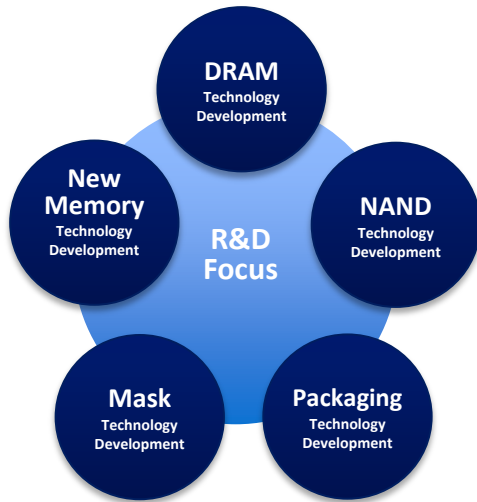 DRAM
Technology
Development
New
Memory
Technology
Development
NAND
Technology
Development
R&D
Focus
Mask
Technology
Development
Packaging
Technology
Development